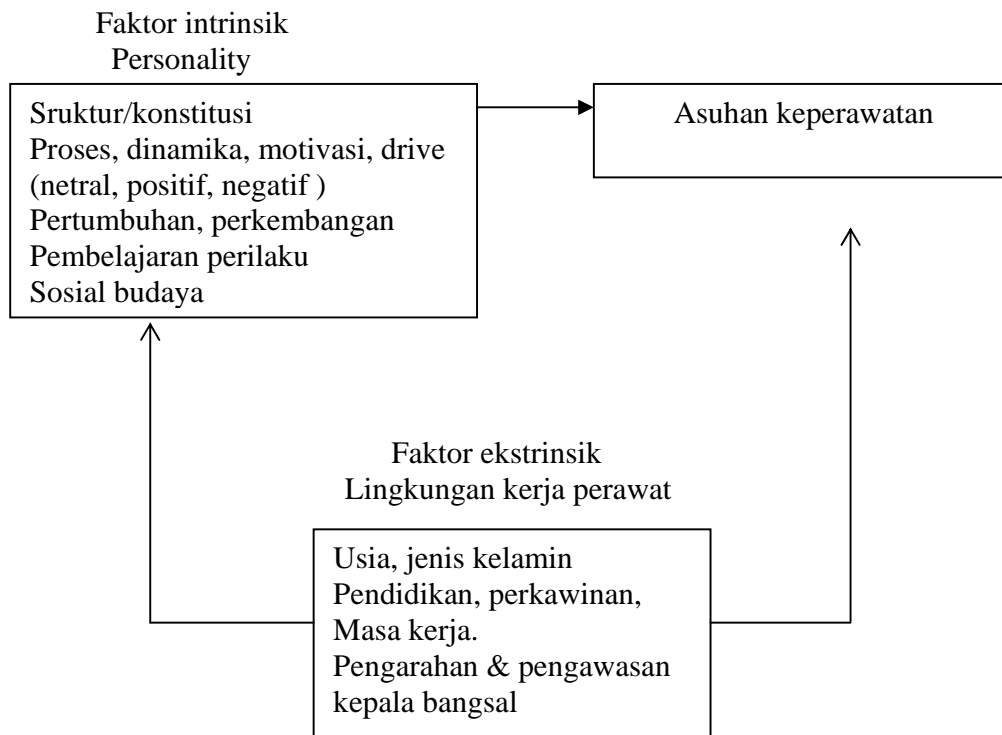 Faktor intrinsik
Personality
Sruktur/konstitusi
Proses, dinamika, motivasi, drive
(netral, positif, negatif )
Pertumbuhan, perkembangan
Pembelajaran perilaku
Sosial budaya
Asuhan keperawatan
Faktor ekstrinsik
Lingkungan kerja perawat
Usia, jenis kelamin
Pendidikan, perkawinan,
Masa kerja.
Pengarahan & pengawasan
kepala bangsal